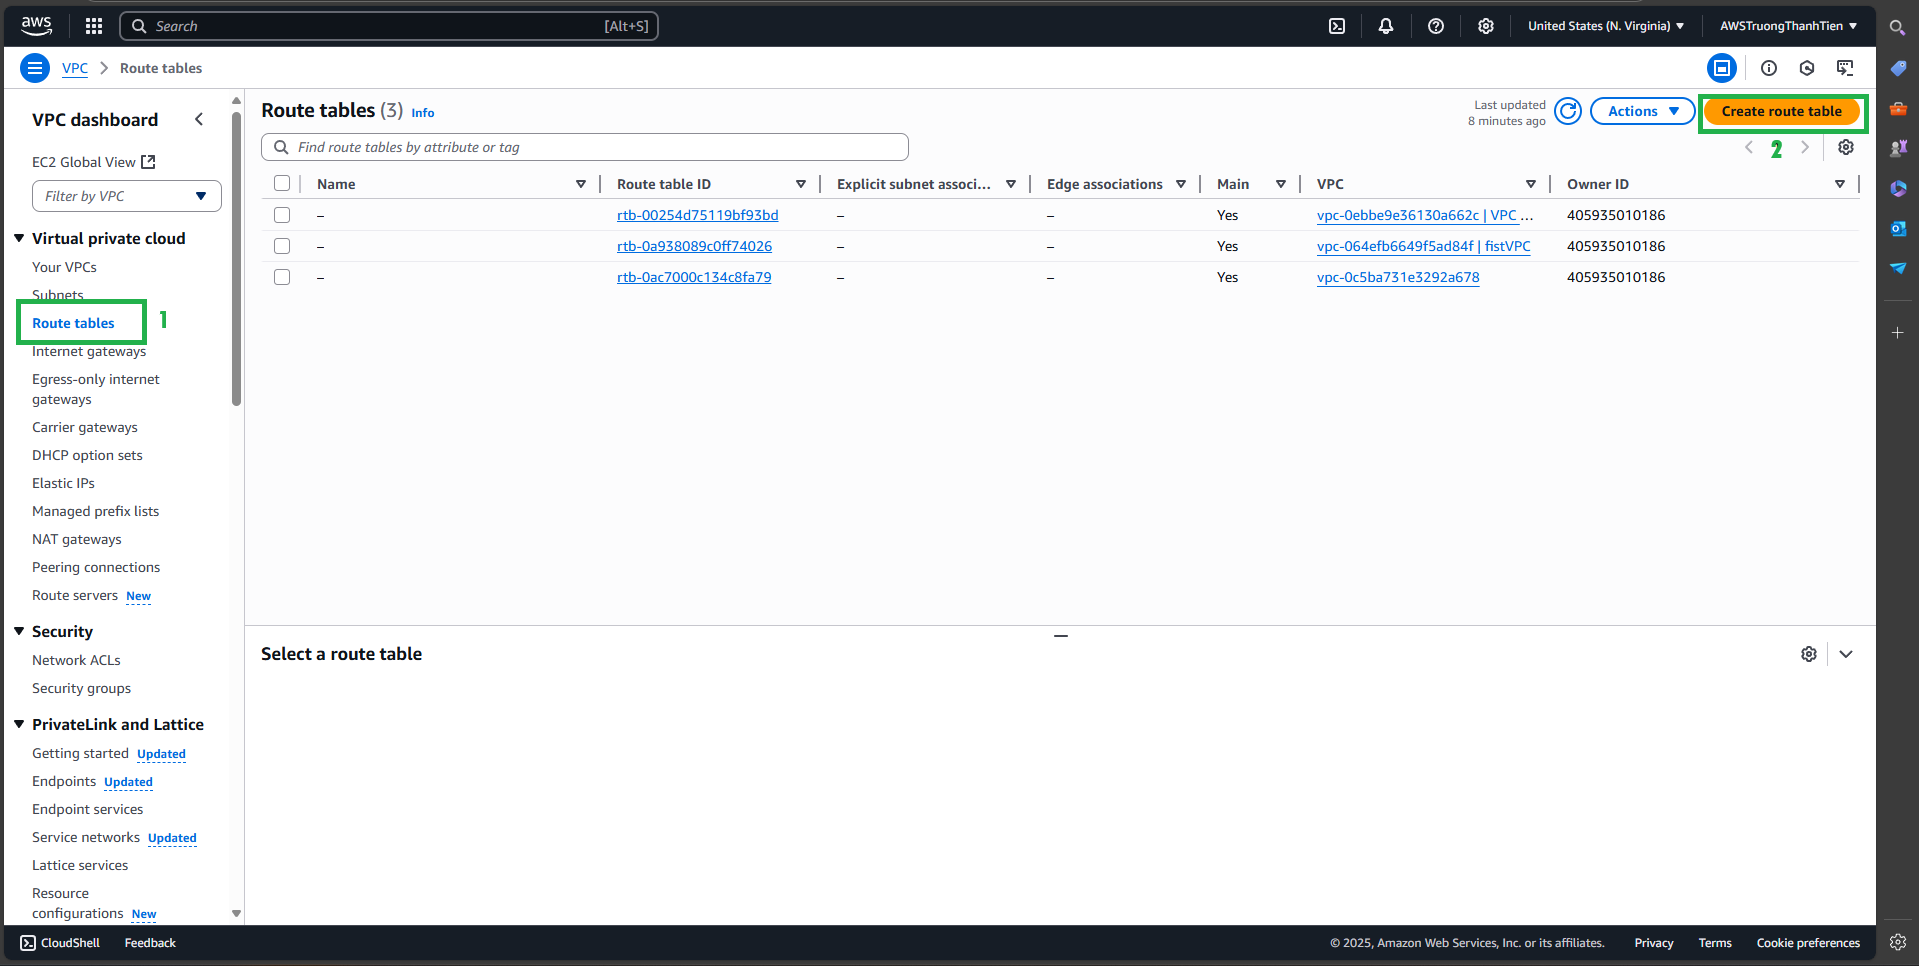 aws
Search [Alt+S]
United States (N. Virginia)
AWSTruongThanhTien
VPC > Route tables
VPC dashboard
EC2 Global View
Filter by VPC
Virtual private cloud
Your VPCs
Subnets
Route tables 1
Internet gateways
Egress-only internet
gateways
Carrier gateways
DHCP option sets
Elastic IPs
Managed prefix lists
NAT gateways
Peering connections
Route servers New
Security
Network ACLs
Security groups
PrivateLink and Lattice
Getting started Updated
Endpoints Updated
Endpoint services
Service networks Updated
Lattice services
Resource
configurations New
Route tables (3) Info
Last updated
8 minutes ago
Actions
Create route table
Find route tables by attribute or tag
2
Name Route table ID Explicit subnet associ... Edge associations Main VPC Owner ID
– rtb-00254d75119bf93bd – – Yes vpc-0ebbe9e36130a662c | VPC ... 405935010186
– rtb-0a938089c0ff74026 – – Yes vpc-064efb6649f5ad84f | fistVPC 405935010186
– rtb-0ac7000c134c8fa79 – – Yes vpc-0c5ba731e3292a678 405935010186
Select a route table
CloudShell Feedback
© 2025, Amazon Web Services, Inc. or its affiliates. Privacy Terms Cookie preferences